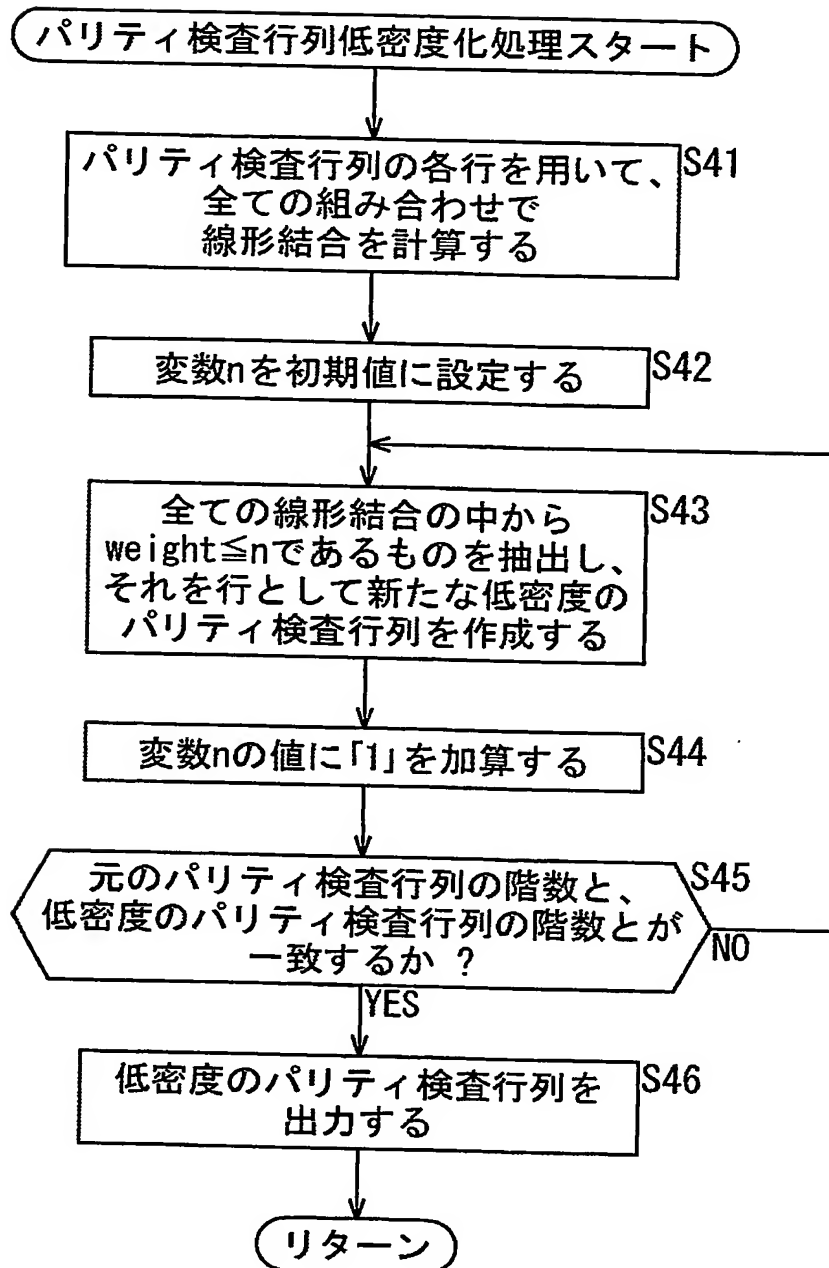 パリティ検査行列低密度化処理スタート
パリティ検査行列の各行を用いて、
全ての組み合わせで
線形結合を計算する
S41
変数nを初期値に設定する
S42
全ての線形結合の中から
weight≦nであるものを抽出し、
それを行として新たな低密度の
パリティ検査行列を作成する
S43
変数nの値に「1」を加算する
S44
元のパリティ検査行列の階数と、
低密度のパリティ検査行列の階数とが
一致するか ?
S45
NO
YES
低密度のパリティ検査行列を
出力する
S46
リターン